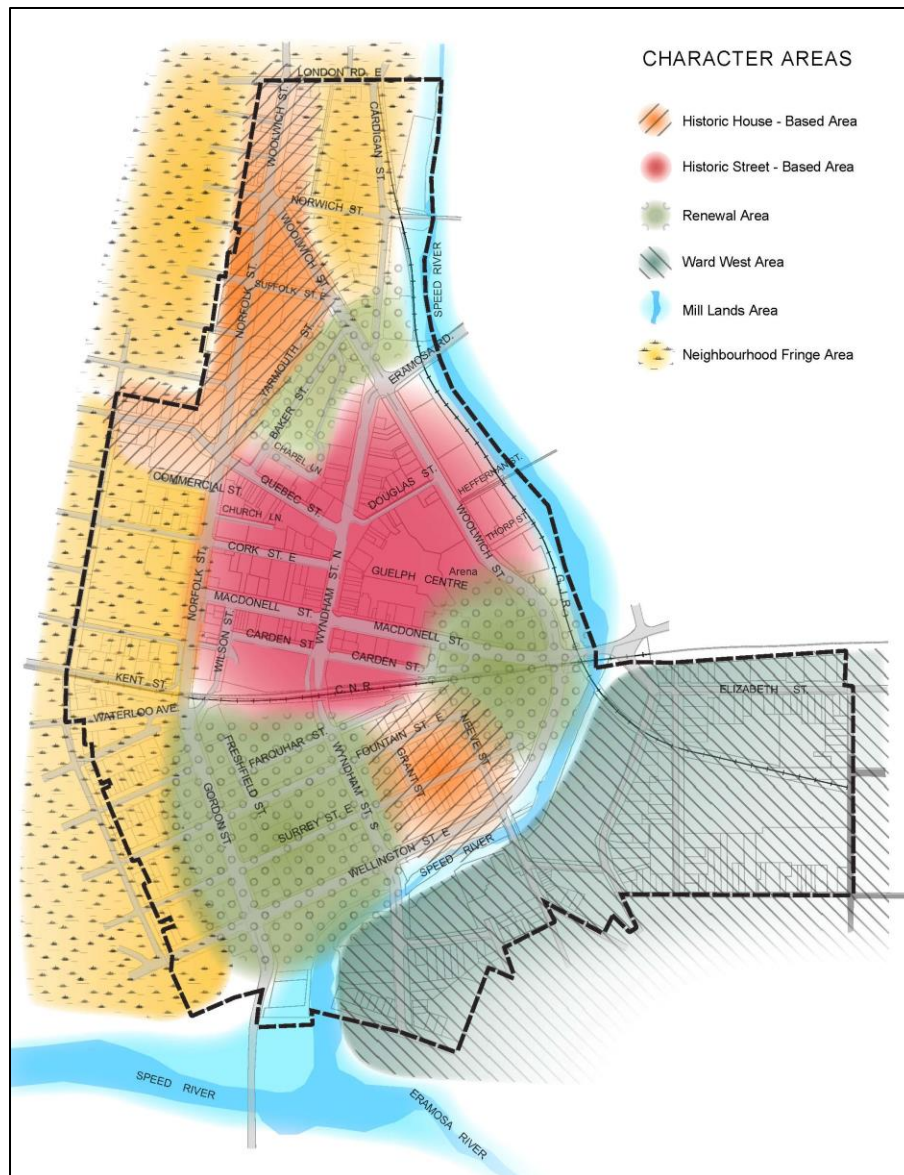 CHARACTER AREAS
Historic House - Based Area
Historic Street - Based Area
Renewal Area
Ward West Area
Mill Lands Area
Neighbourhood Fringe Area
LONDON RD. E
WOOLWICH ST.
CARDIGAN ST.
NORWICH ST.
WOOLWICH ST.
SPEED RIVER
NORFOLK ST.
SUFFOLK ST. E
YARMOUTH ST.
ERAMOSA RD.
BAKER ST.
CHAPEL LN.
COMMERCIAL ST.
QUEBEC ST.
DOUGLAS ST.
HEFFERNAN ST.
CHURCH LN.
WOOLWICH ST.
THORP ST.
CORK ST. E
WYNDHAM ST. N
GUELPH CENTRE
Arena
G.J.R.
NORFOLK ST.
MACDONELL ST.
MACDONELL ST.
WILSON ST.
CARDEN ST.
CARDEN ST.
KENT ST.
C.N.R.
ELIZABETH ST.
WATERLOO AVE.
FARQUHAR ST.
FOUNTAIN ST. E
NEEVE ST.
FRESHFIELD ST.
WYNDHAM ST. S
GRANT ST
GORDON ST.
SURREY ST. E.
WELLINGTON ST. E
SPEED RIVER
SPEED RIVER
ERAMOSA RIVER